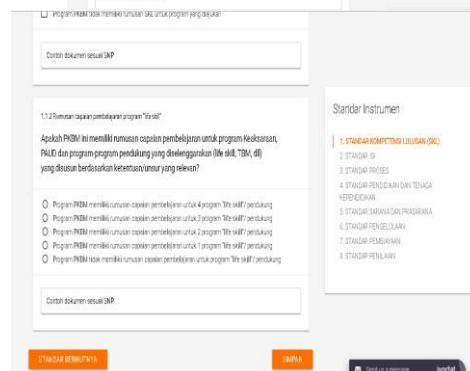 Program PKBM tidak memiliki rumusan SKL untuk program yang diajukan
Contoh dokumen sesuai SNP
1.1.2 Rumusan capaian pembelajaran program "life skill"
Apakah PKBM ini memiliki rumusan capaian pembelajaran untuk program Keaksaraan,
PAUD dan program-program pendukung yang diselenggarakan (life skill, TBM, dll)
yang disusun berdasarkan ketentuan/unsur yang relevan?
Program PKBM memiliki rumusan capaian pembelajaran untuk 4 program "life skill"/ pendukung
Program PKBM memiliki rumusan capaian pembelajaran untuk 3 program "life skill"/ pendukung
Program PKBM memiliki rumusan capaian pembelajaran untuk 2 program "life skill"/ pendukung
Program PKBM memiliki rumusan capaian pembelajaran untuk 1 program "life skill"/ pendukung
Program PKBM tidak memiliki rumusan capaian pembelajaran untuk program "life skill"/ pendukung
Contoh dokumen sesuai SNP
STANDAR BERIKUTNYA
SIMPAN
Standar Instrumen
1. STANDAR KOMPETENSI LULUSAN (SKL)
2. STANDAR ISI
3. STANDAR PROSES
4. STANDAR PENDIDIKAN DAN TENAGA
KEPENDIDIKAN
5. STANDAR SARANA DAN PRASARANA
6. STANDAR PENGELOLAAN
7. STANDAR PEMBIAYAAN
8. STANDAR PENILAIAN
Send us a message
jivochat